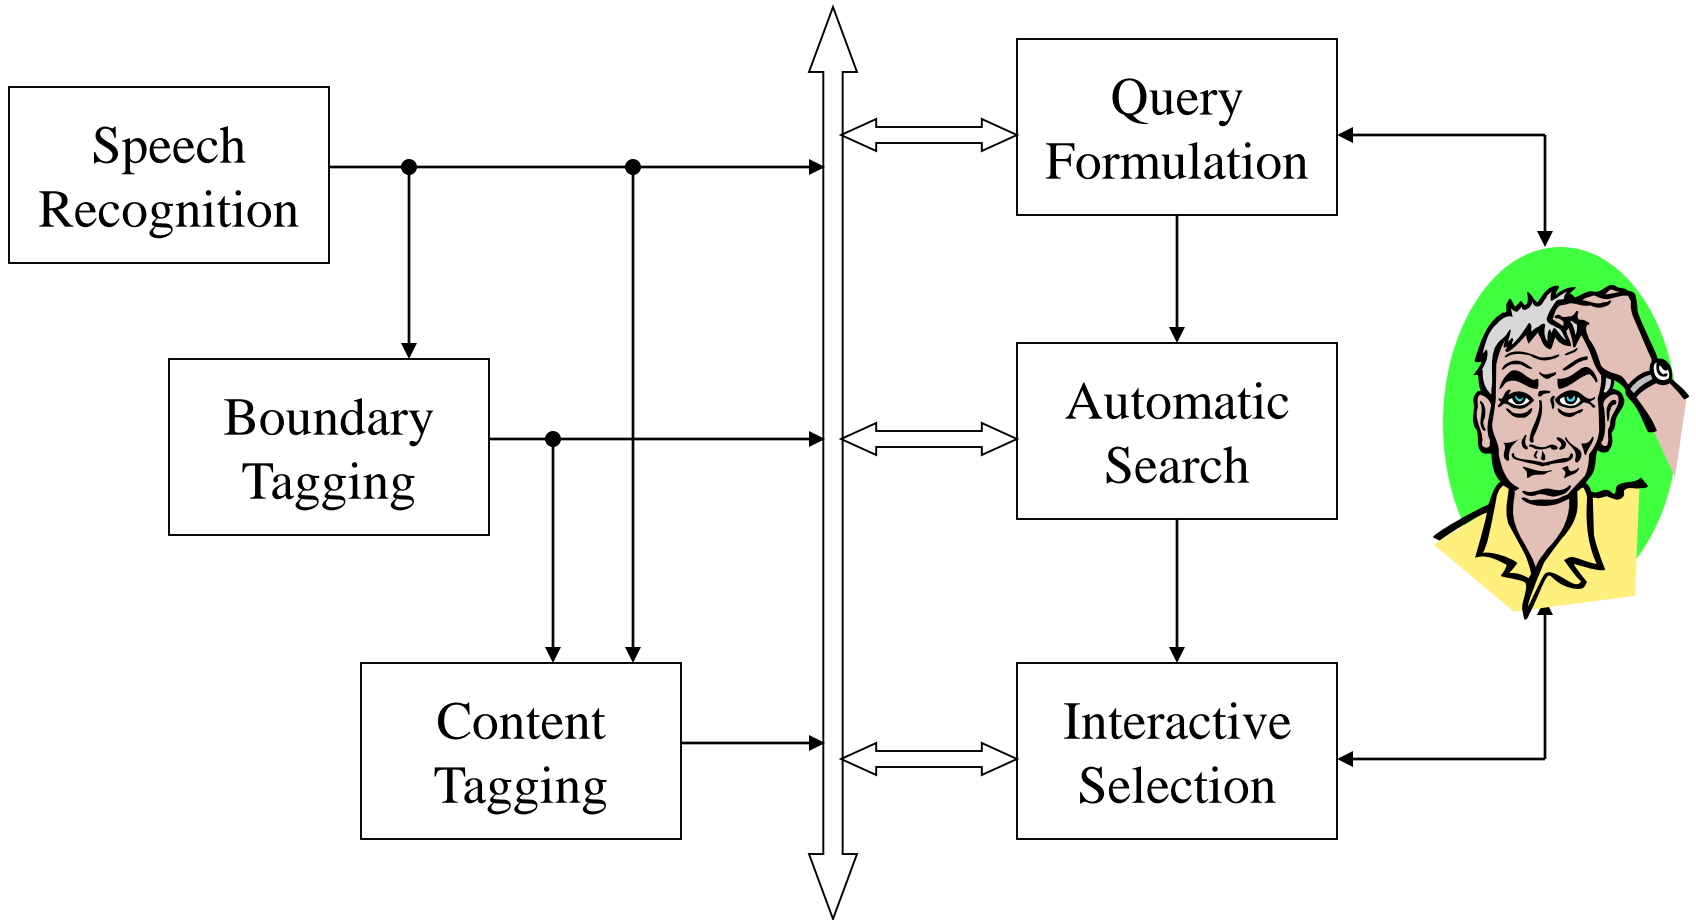 Speech
Recognition
Boundary
Tagging
Content
Tagging
Query
Formulation
Automatic
Search
Interactive
Selection